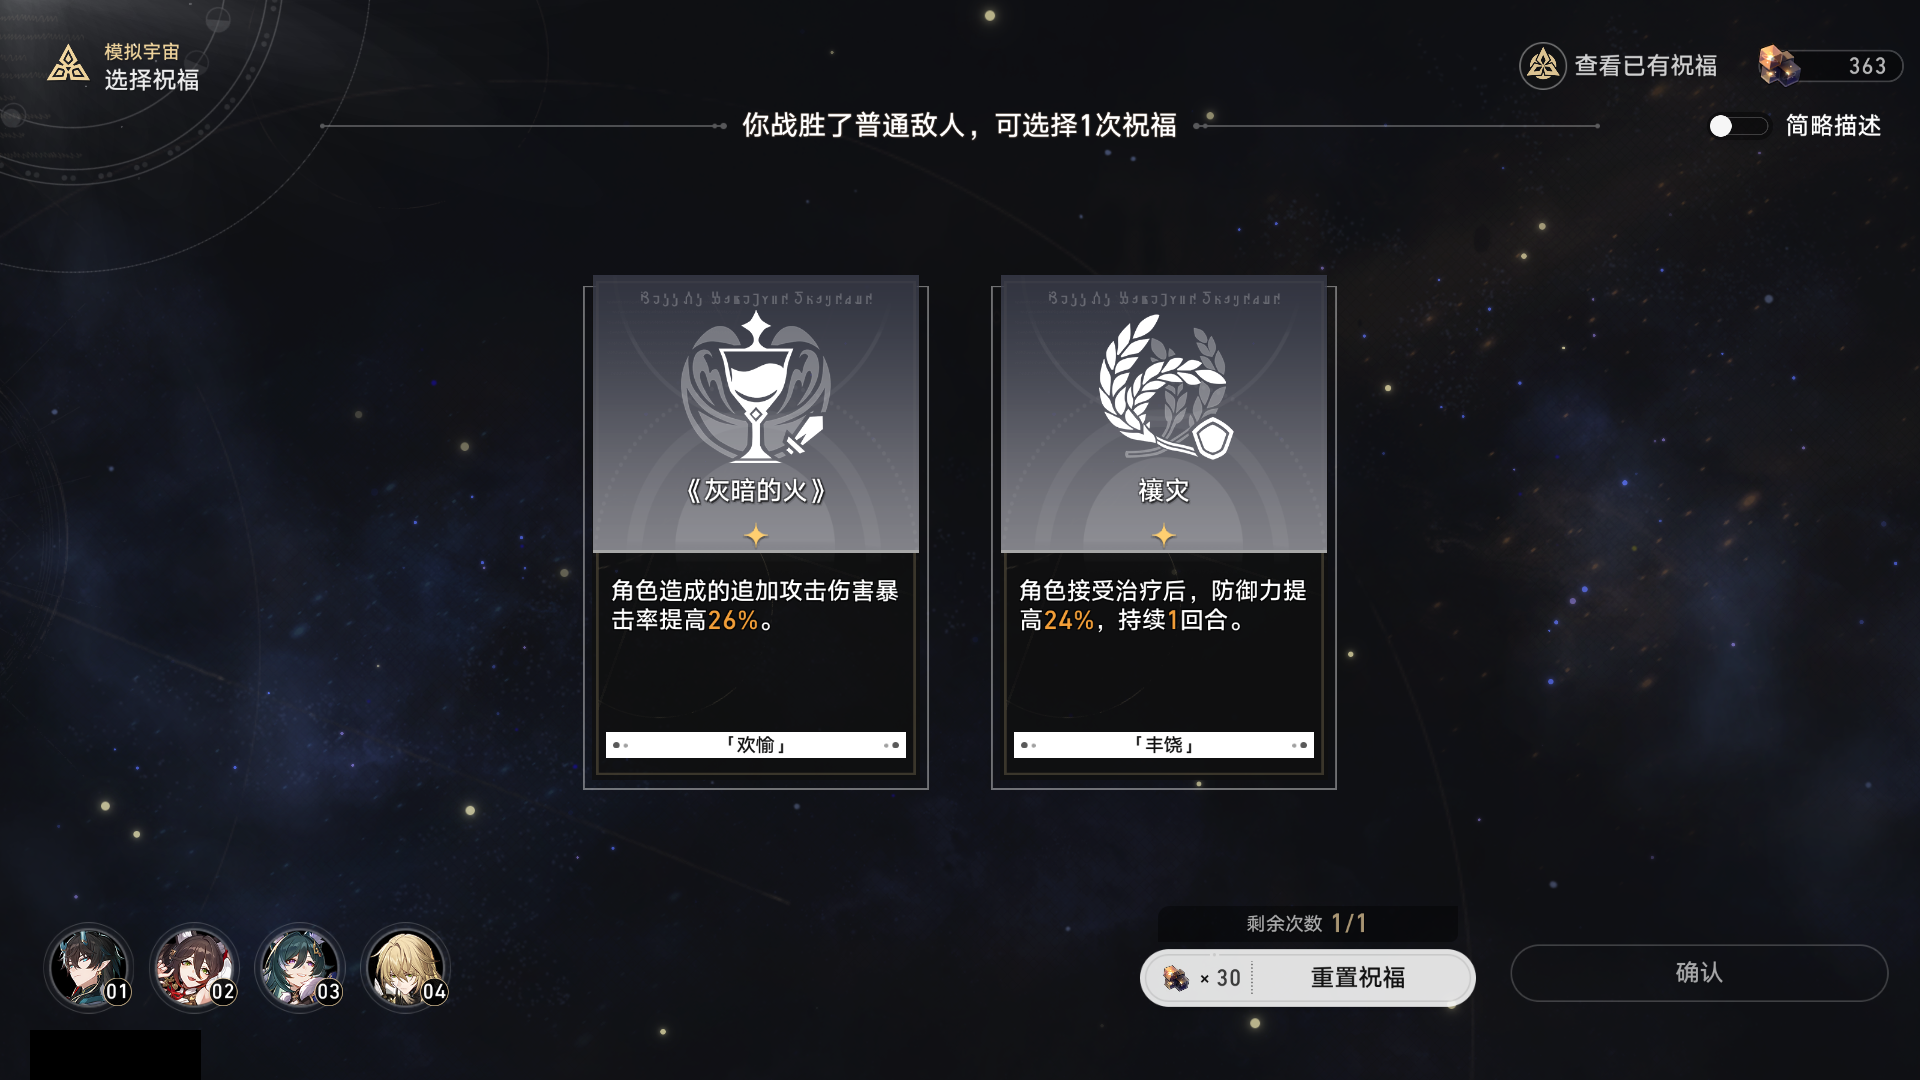 模拟宇宙
选择祝福
查看已有祝福
363
你战胜了普通敌人，可选择1次祝福
简略描述
《灰暗的火》
角色造成的追加攻击伤害暴
击率提高26%。
「欢愉」
禳灾
角色接受治疗后，防御力提
高24%，持续1回合。
「丰饶」
01
02
03
04
剩余次数 1/1
× 30
重置祝福
确认